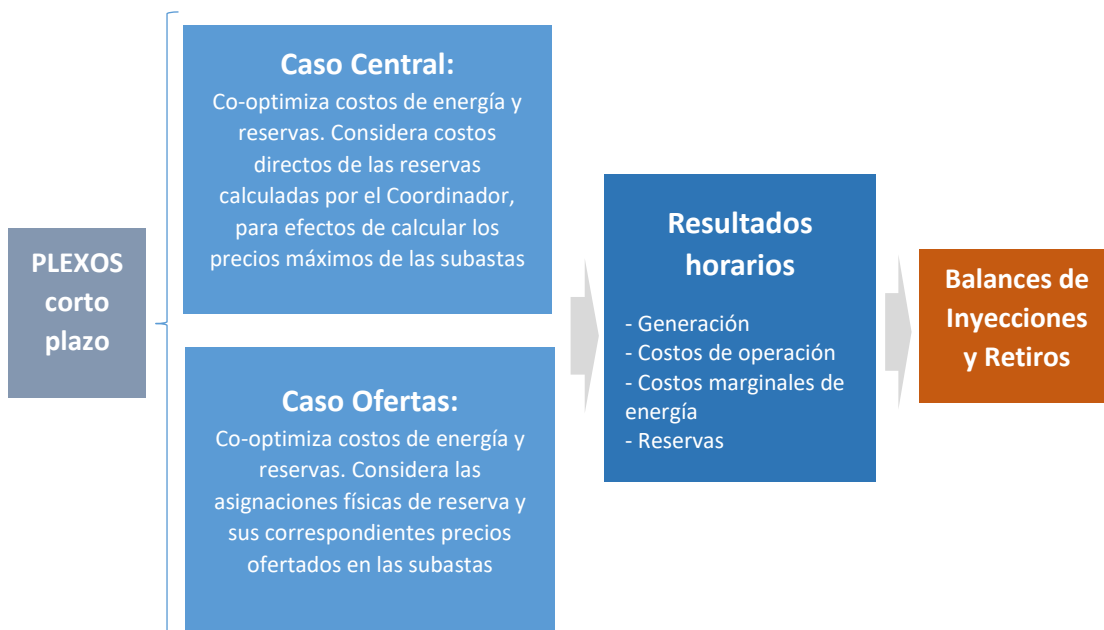 PLEXOS
corto
plazo
Caso Central:
Co-optimiza costos de energía y
reservas. Considera costos
directos de las reservas
calculadas por el Coordinador,
para efectos de calcular los
precios máximos de las subastas
Caso Ofertas:
Co-optimiza costos de energía y
reservas. Considera las
asignaciones físicas de reserva y
sus correspondientes precios
ofertados en las subastas
Resultados
horarios
- Generación
- Costos de operación
- Costos marginales de
energía
- Reservas
Balances de
Inyecciones
y Retiros